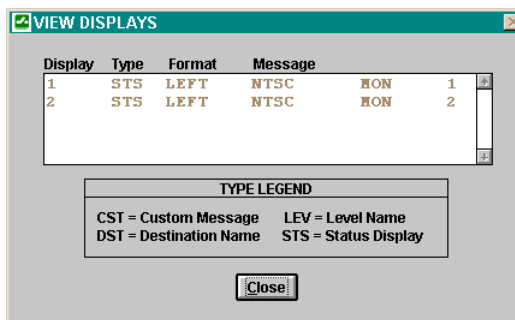 VIEW DISPLAYS
Display Type Format Message
1 STS LEFT NTSC MON 1
2 STS LEFT NTSC MON 2
TYPE LEGEND
CST = Custom Message LEV = Level Name
DST = Destination Name STS = Status Display
Close